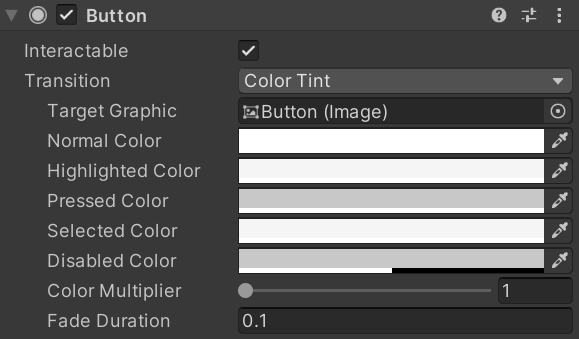 Button
Interactable
Transition Color Tint
Target Graphic Button (Image)
Normal Color
Highlighted Color
Pressed Color
Selected Color
Disabled Color
Color Multiplier 1
Fade Duration 0.1